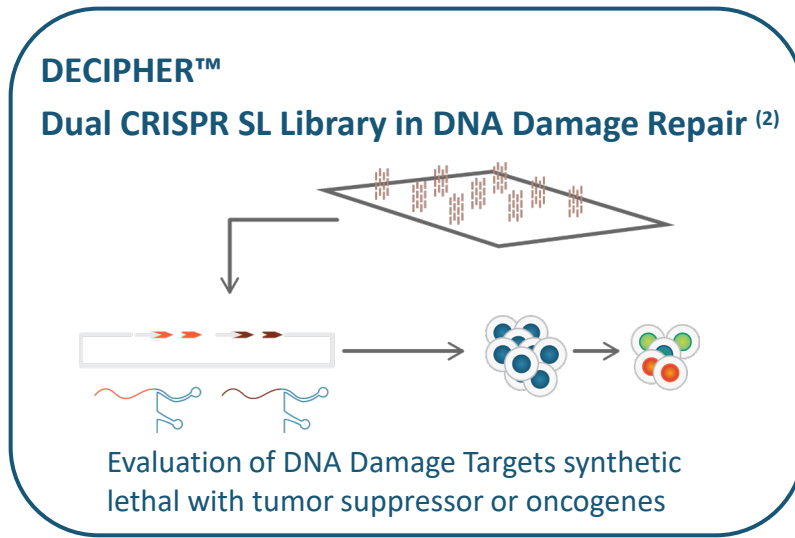 DECIPHER™
Dual CRISPR SL Library in DNA Damage Repair (2)
Evaluation of DNA Damage Targets synthetic
lethal with tumor suppressor or oncogenes